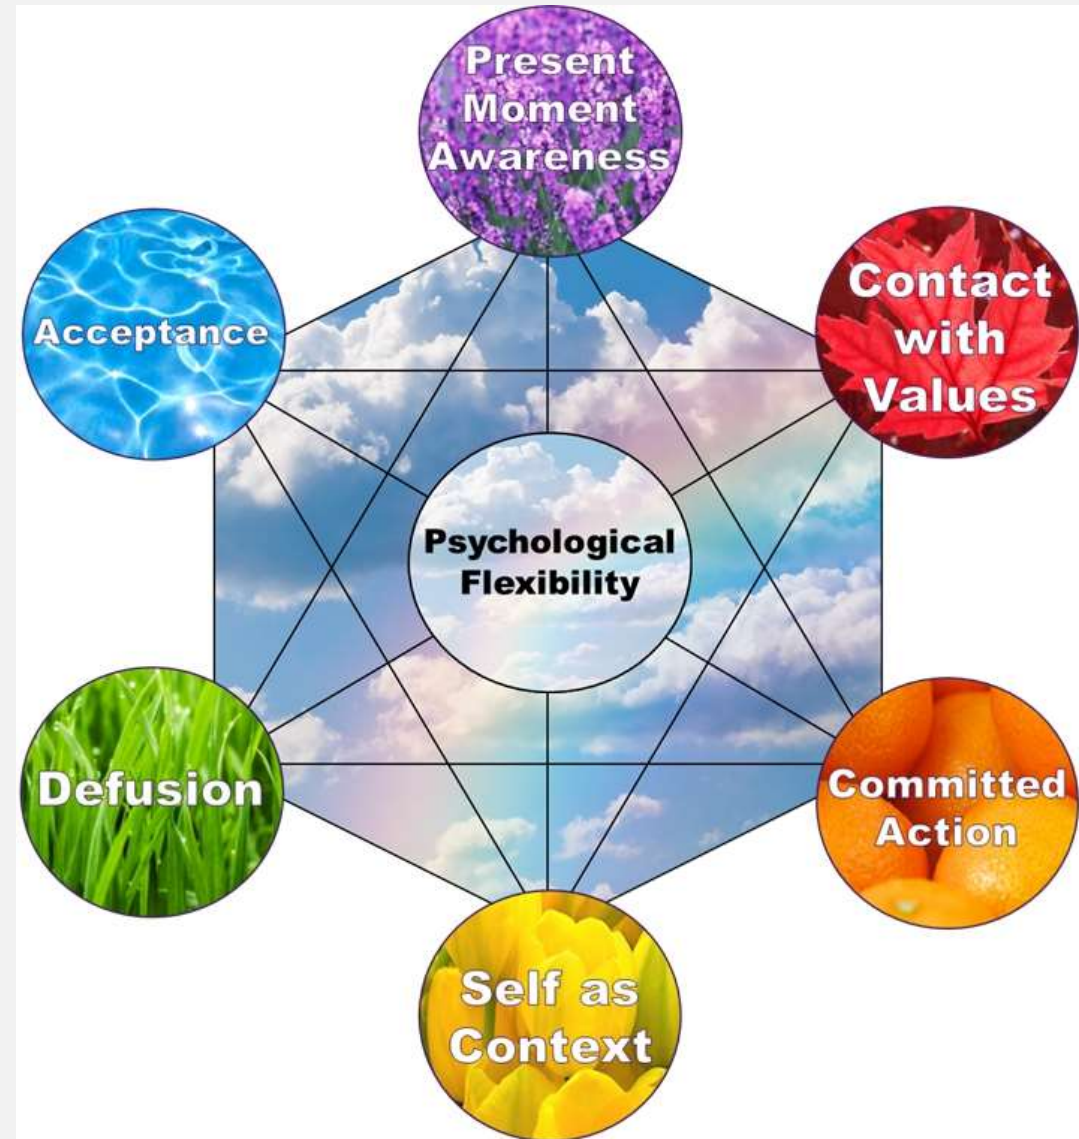 Present
Moment
Awareness
Acceptance
Contact
with
Values
Psychological
Flexibility
Defusion
Committed
Action
Self as
Context